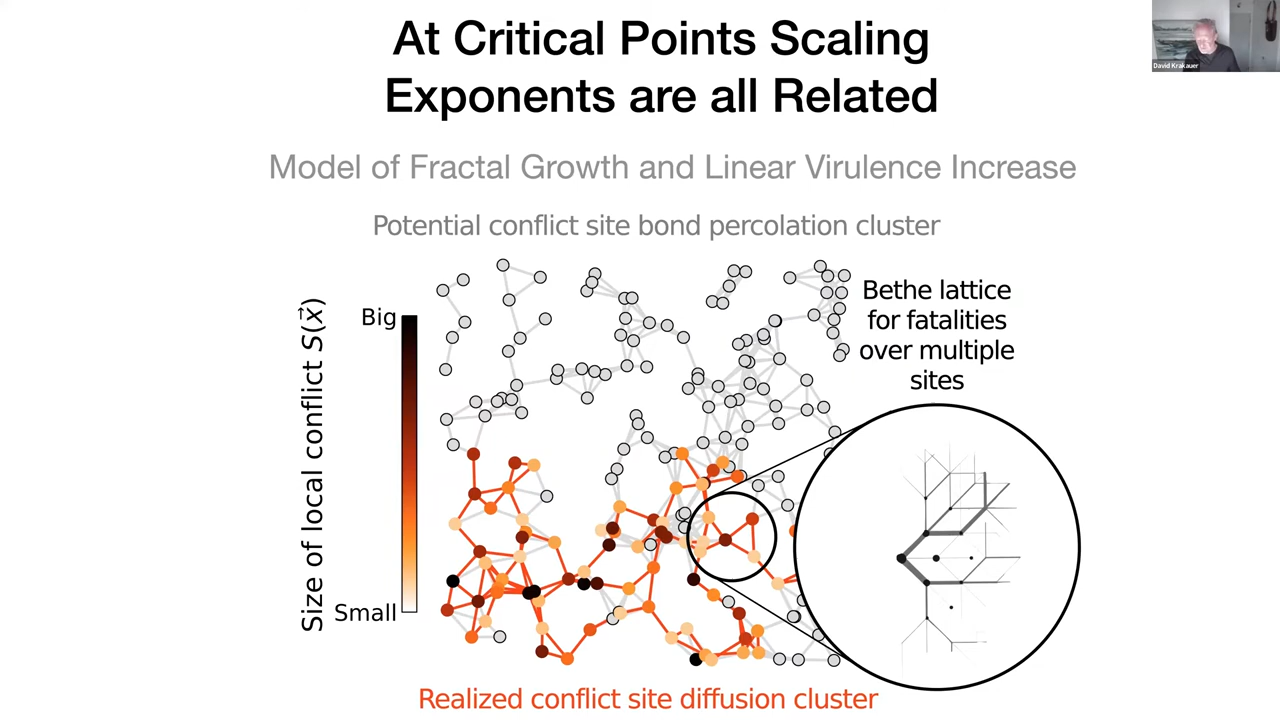 At Critical Points Scaling
Exponents are all Related
David Krakauer
Model of Fractal Growth and Linear Virulence Increase
Potential conflict site bond percolation cluster
Size of local conflict S(x⃗)
Big
Small
Bethe lattice
for fatalities
over multiple
sites
Realized conflict site diffusion cluster